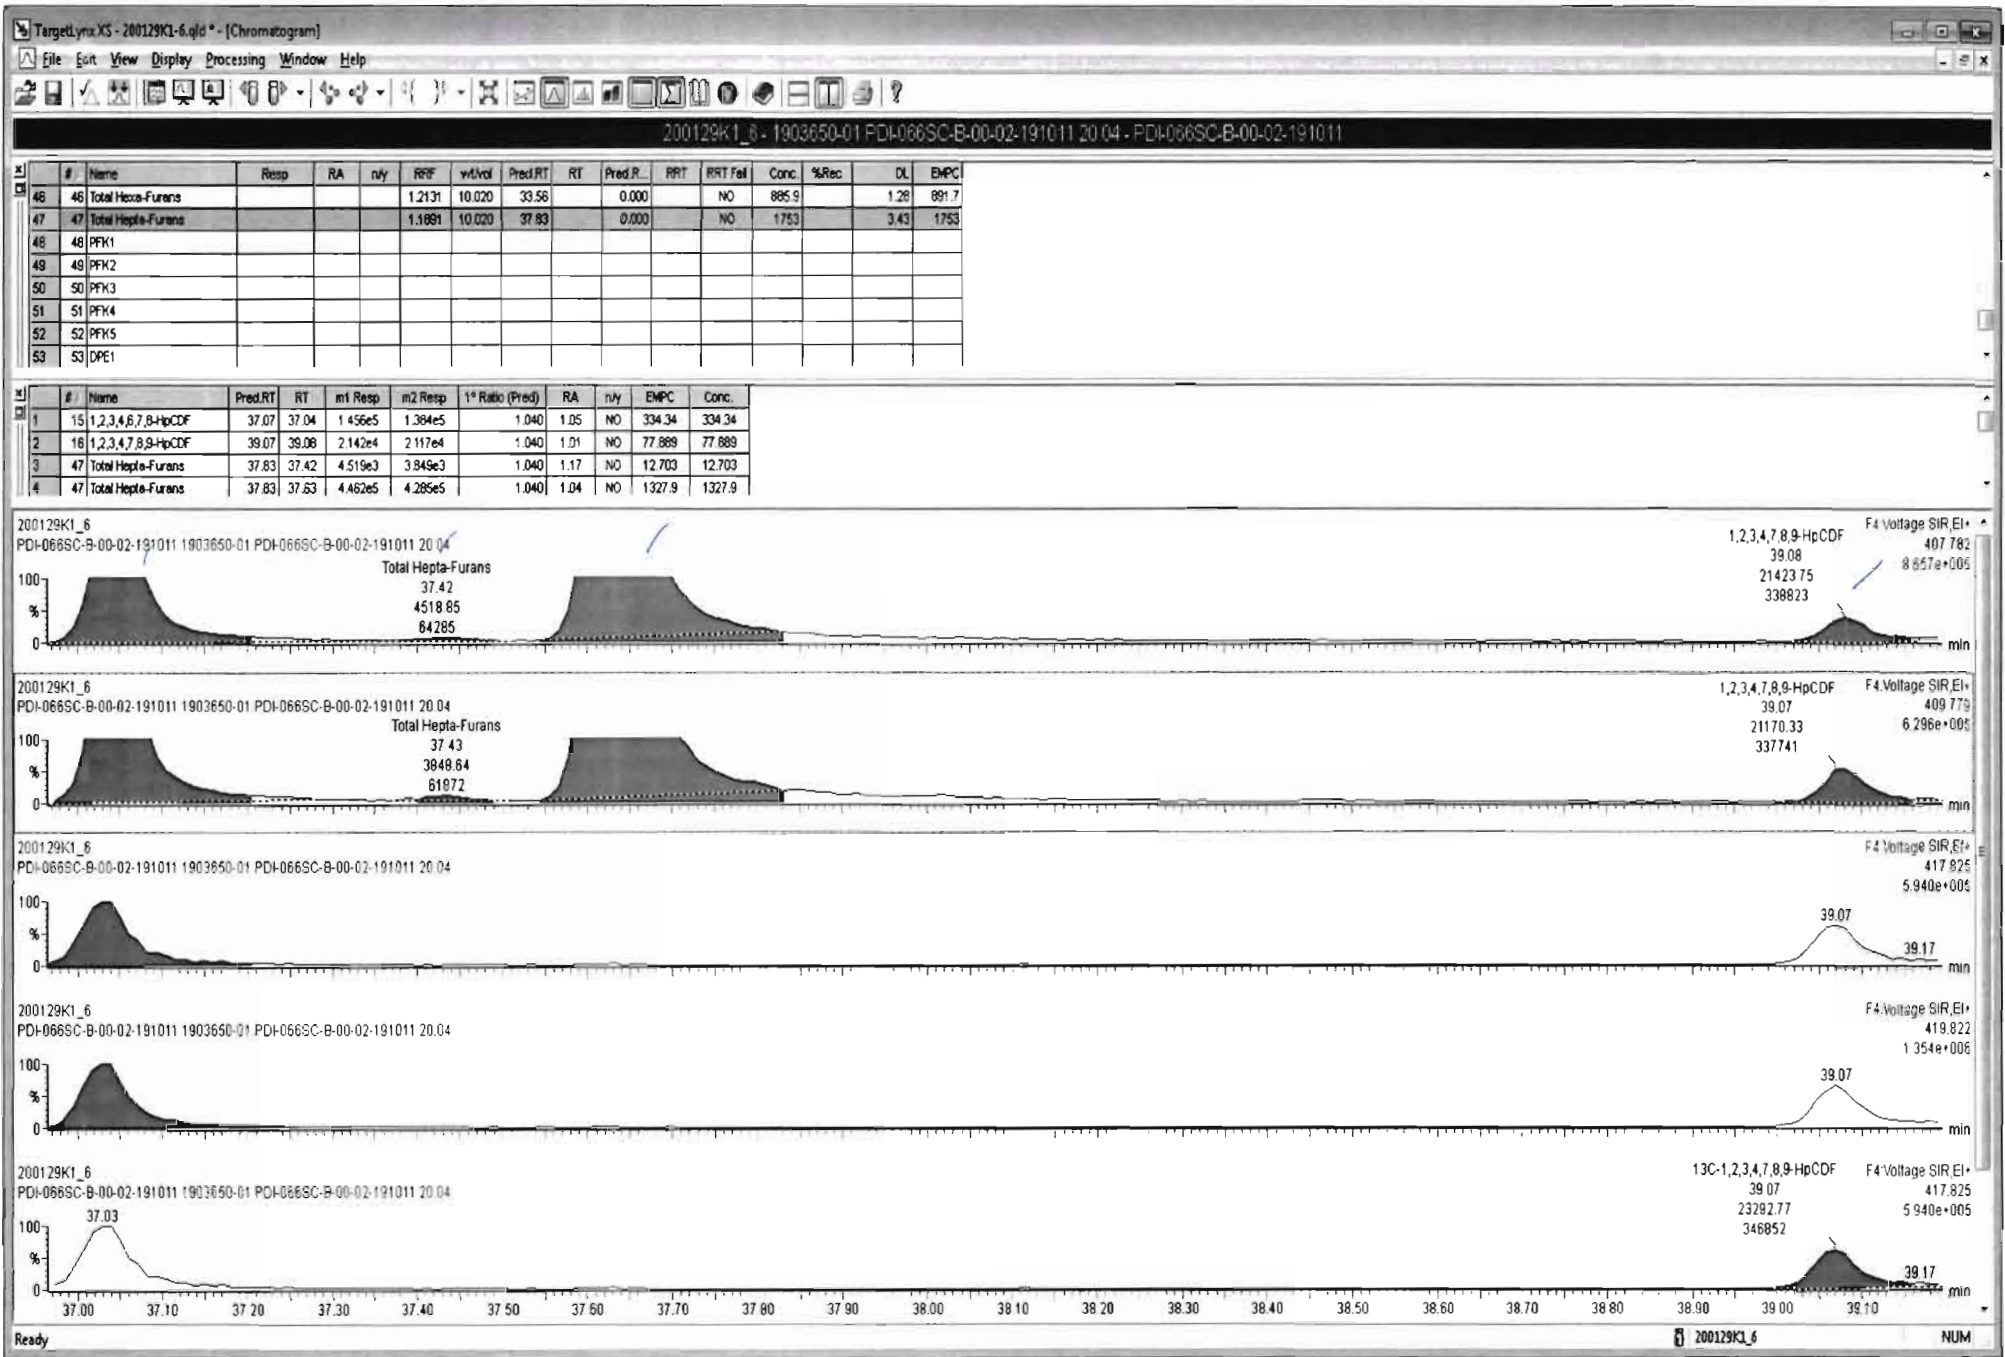 TargetLynx XS - 200129K1-6.qld * - [Chromatogram]
File Edit View Display Processing Window Help
200129K1_6 - 1903650-01 PDI-066SC-B-00-02-191011 20.04 - PDI-066SC-B-00-02-191011
# Name Resp RA n/y RRF wt/vol Pred.RT RT Pred.R... RRT RRT Fail Conc. %Rec DL EMPC
46 46 Total Hexa-Furans 1.2131 10.020 33.56 0.000 NO 885.9 1.28 891.7
47 47 Total Hepta-Furans 1.1891 10.020 37.83 0.000 NO 1753 3.43 1753
48 48 PFK1
49 49 PFK2
50 50 PFK3
51 51 PFK4
52 52 PFK5
53 53 DPE1
# Name Pred.RT RT m1 Resp m2 Resp 1° Ratio (Pred) RA n/y EMPC Conc.
1 15 1,2,3,4,6,7,8-HpCDF 37.07 37.04 1.456e5 1.384e5 1.040 1.05 NO 334.34 334.34
2 16 1,2,3,4,7,8,9-HpCDF 39.07 39.08 2.142e4 2.117e4 1.040 1.01 NO 77.889 77.889
3 47 Total Hepta-Furans 37.83 37.42 4.519e3 3.849e3 1.040 1.17 NO 12.703 12.703
4 47 Total Hepta-Furans 37.83 37.63 4.462e5 4.285e5 1.040 1.04 NO 1327.9 1327.9
200129K1_6
PDI-066SC-B-00-02-191011 1903650-01 PDI-066SC-B-00-02-191011 20.04
F4:Voltage SIR,EI+
407.782
8.657e+005
Total Hepta-Furans
37.42
4518.85
64285
1,2,3,4,7,8,9-HpCDF
39.08
21423.75
338823
100
%
0
min
200129K1_6
PDI-066SC-B-00-02-191011 1903650-01 PDI-066SC-B-00-02-191011 20.04
F4:Voltage SIR,EI+
409.779
6.296e+005
Total Hepta-Furans
37.43
3848.64
61972
1,2,3,4,7,8,9-HpCDF
39.07
21170.33
337741
100
%
0
min
200129K1_6
PDI-066SC-B-00-02-191011 1903650-01 PDI-066SC-B-00-02-191011 20.04
F4:Voltage SIR,EI+
417.825
5.940e+005
39.07
39.17
100
%
0
min
200129K1_6
PDI-066SC-B-00-02-191011 1903650-01 PDI-066SC-B-00-02-191011 20.04
F4:Voltage SIR,EI+
419.822
1.354e+006
39.07
100
%
0
min
200129K1_6
PDI-066SC-B-00-02-191011 1903650-01 PDI-066SC-B-00-02-191011 20.04
F4:Voltage SIR,EI+
417.825
5.940e+005
37.03
13C-1,2,3,4,7,8,9-HpCDF
39.07
23292.77
346852
39.17
100
%
0
min
37.00 37.10 37.20 37.30 37.40 37.50 37.60 37.70 37.80 37.90 38.00 38.10 38.20 38.30 38.40 38.50 38.60 38.70 38.80 38.90 39.00 39.10
Ready 200129K1_6 NUM